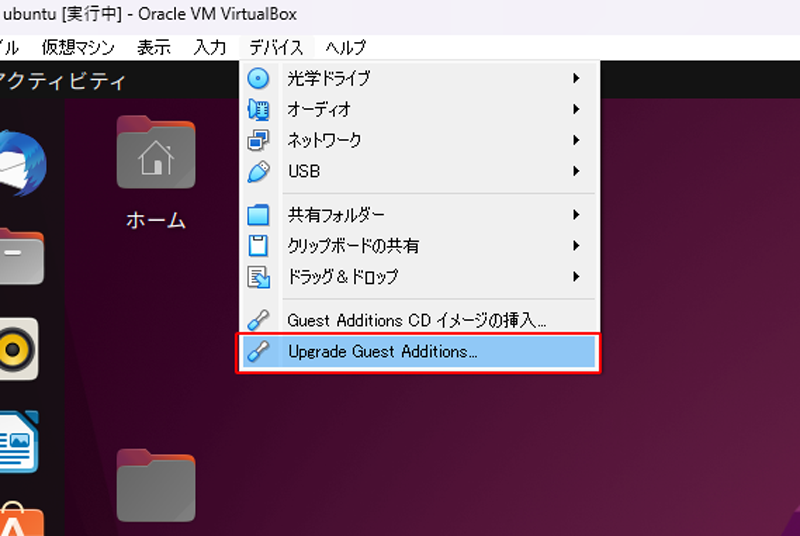 ubuntu [実行中] - Oracle VM VirtualBox
イル 仮想マシン 表示 入力 デバイス ヘルプ
アクティビティ
光学ドライブ
オーディオ
ネットワーク
USB
共有フォルダー
クリップボードの共有
ドラッグ＆ドロップ
Guest Additions CD イメージの挿入...
Upgrade Guest Additions...
ホーム